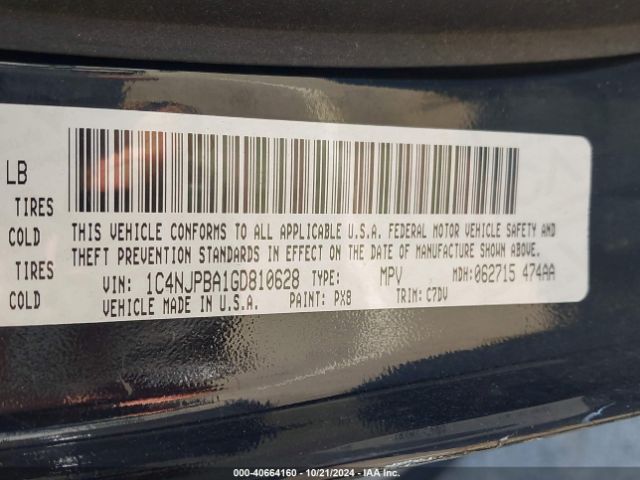 LB
TIRES
COLD
TIRES
COLD
THIS VEHICLE CONFORMS TO ALL APPLICABLE U.S.A. FEDERAL MOTOR VEHICLE SAFETY AND
THEFT PREVENTION STANDARDS IN EFFECT ON THE DATE OF MANUFACTURE SHOWN ABOVE.
VIN: 1C4NJPBA1GD810628 TYPE: MPV MDH:062715 474AA
VEHICLE MADE IN U.S.A PAINT: PX8 TRIM: C7DV
000-40664160 - 10/21/2024 - IAA Inc.